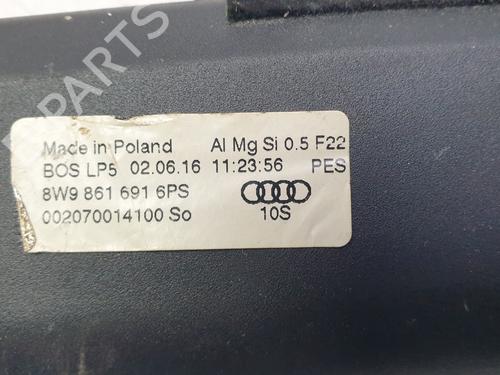 Made in Poland Al Mg Si 0.5 F22
BOS LP5 02.06.16 11:23:56 PES
8W9 861 691 6PS
002070014100 So 10S